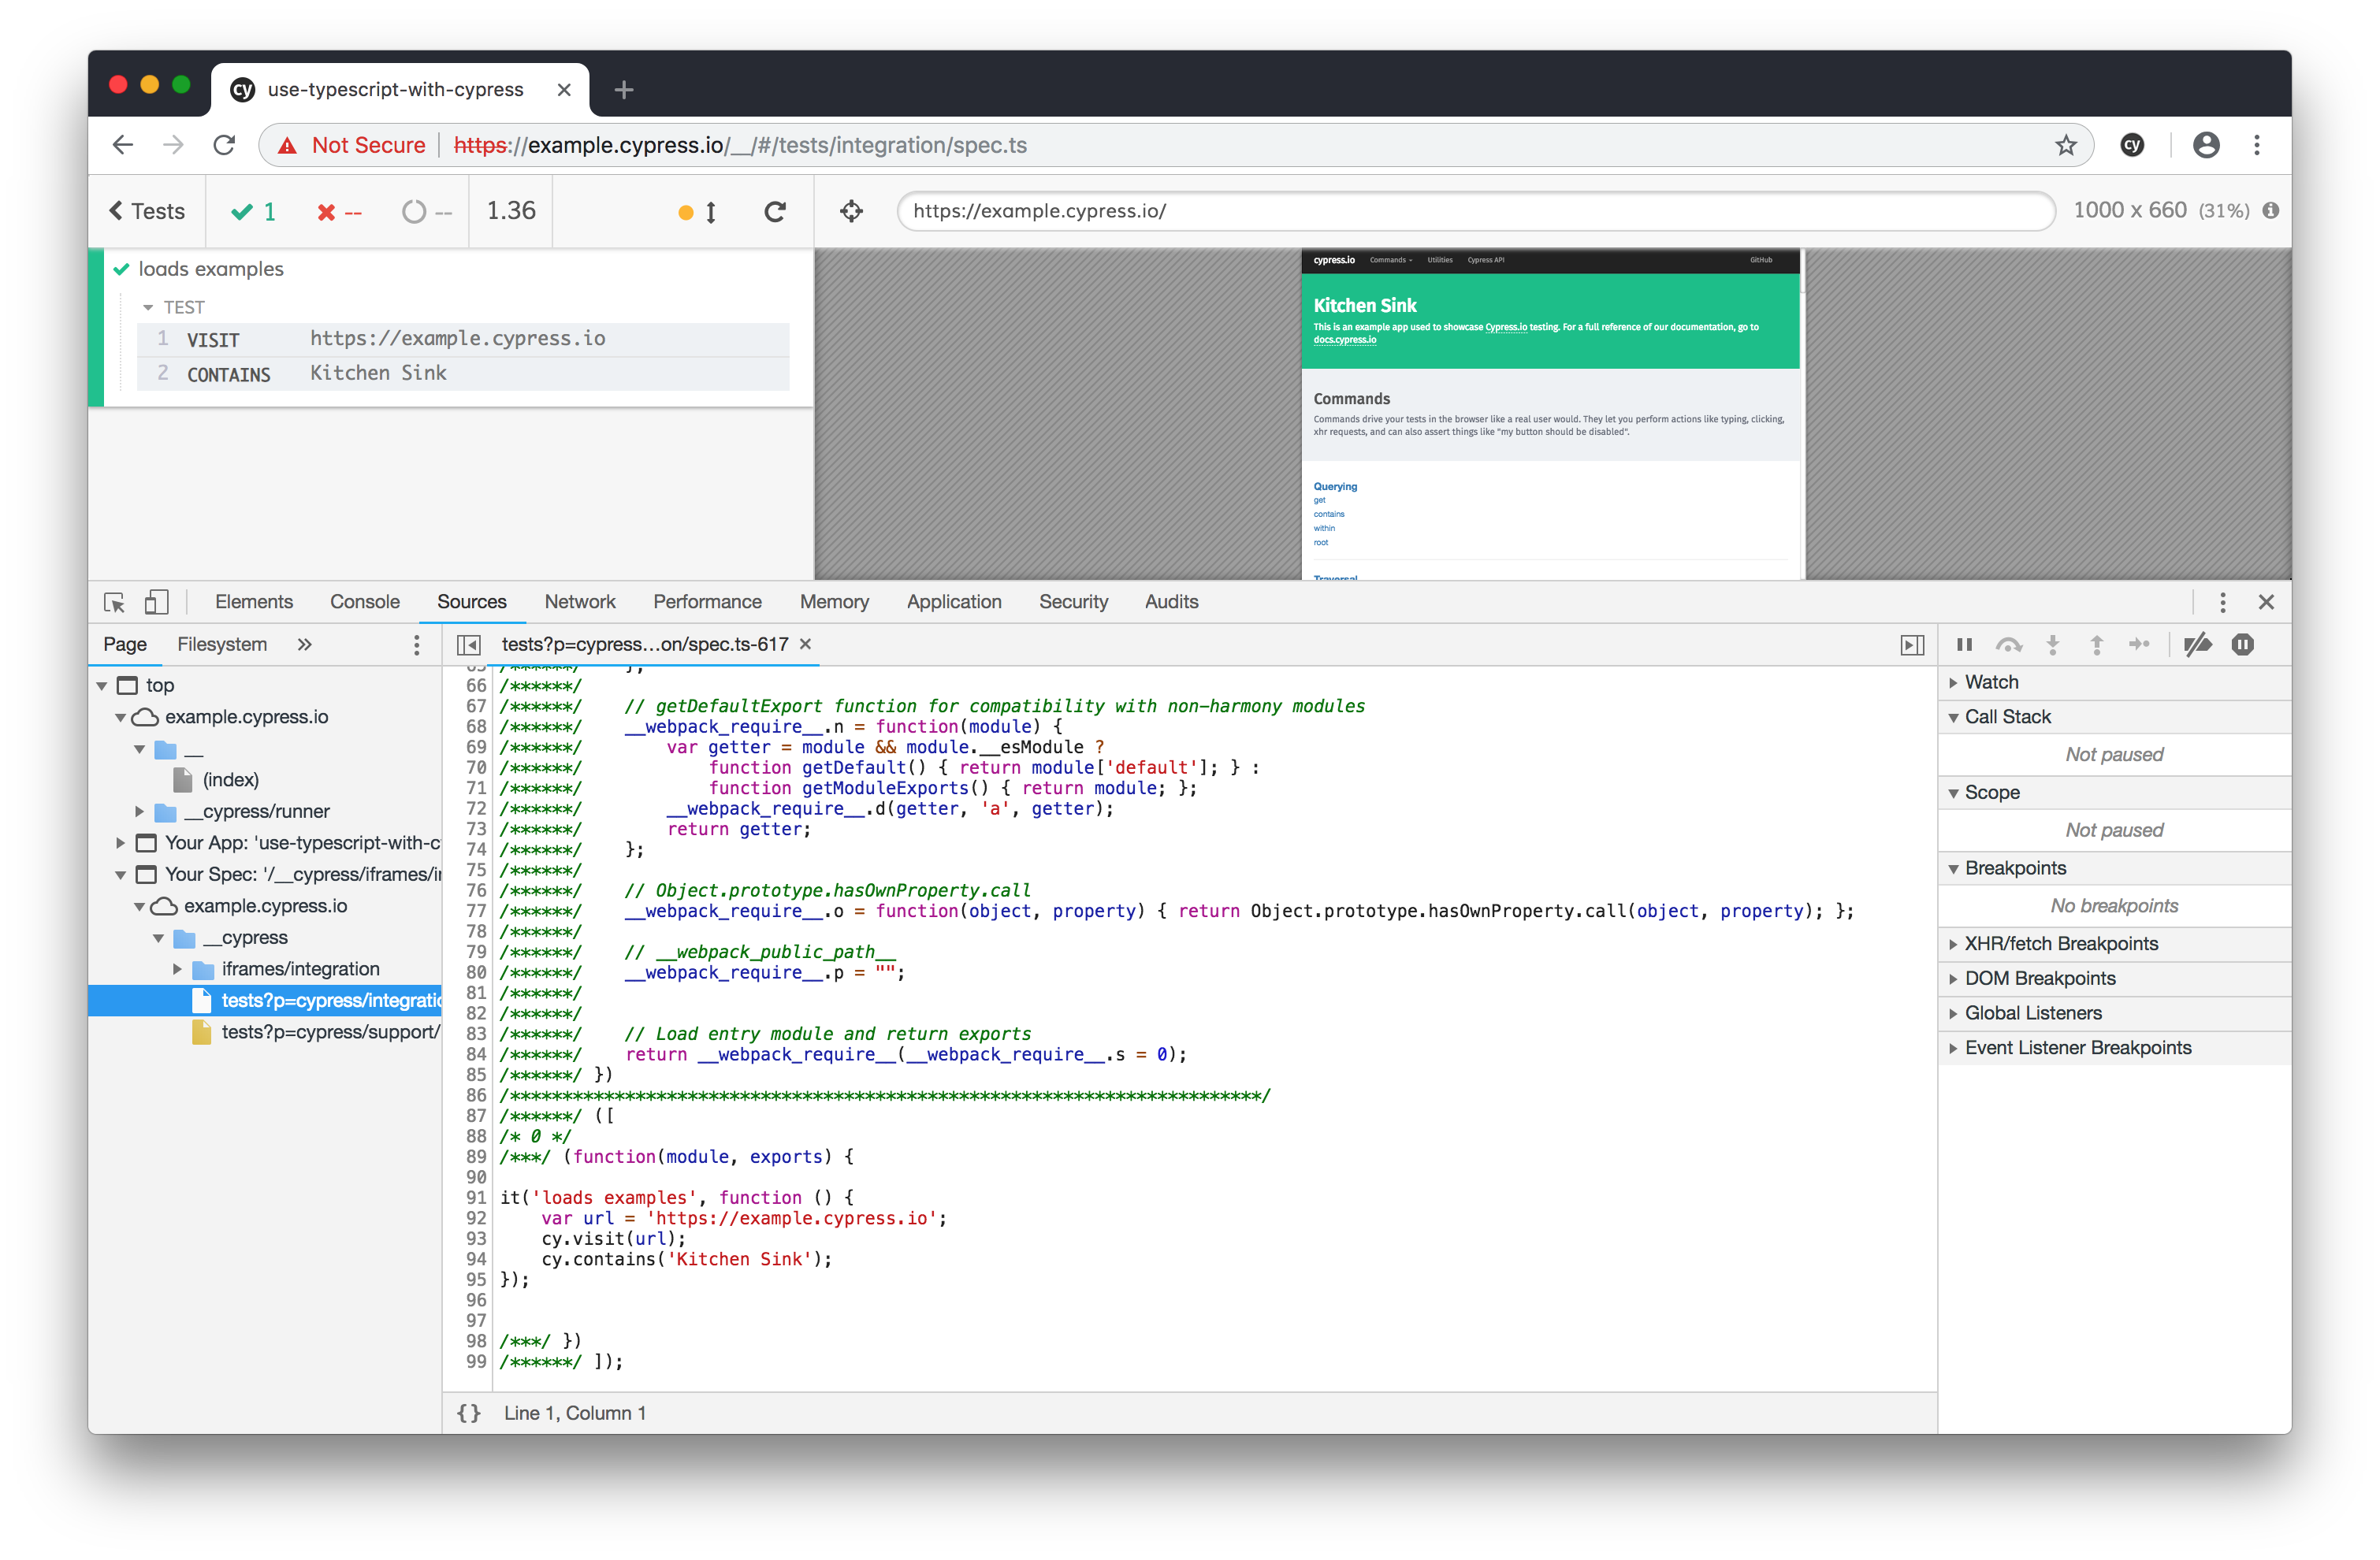 cy use-typescript-with-cypress
Not Secure https://example.cypress.io/__/#/tests/integration/spec.ts cy
Tests 1 -- -- 1.36
https://example.cypress.io/ 1000 x 660 (31%)
loads examples
TEST
1 VISIT https://example.cypress.io
2 CONTAINS Kitchen Sink
cypress.io Commands Utilities Cypress API GitHub
Kitchen Sink
This is an example app used to showcase Cypress.io testing. For a full reference of our documentation, go to
docs.cypress.io
Commands
Commands drive your tests in the browser like a real user would. They let you perform actions like typing, clicking,
xhr requests, and can also assert things like "my button should be disabled".
Querying
get
contains
within
root
Traversal
Elements Console Sources Network Performance Memory Application Security Audits
Page Filesystem »
top
example.cypress.io
__
(index)
__cypress/runner
Your App: 'use-typescript-with-c
Your Spec: '/__cypress/iframes/i
example.cypress.io
__cypress
iframes/integration
tests?p=cypress/integratio
tests?p=cypress/support/
tests?p=cypress...on/spec.ts-617
65 /******/     };
66 /******/
67 /******/     // getDefaultExport function for compatibility with non-harmony modules
68 /******/     __webpack_require__.n = function(module) {
69 /******/         var getter = module && module.__esModule ?
70 /******/             function getDefault() { return module['default']; } :
71 /******/             function getModuleExports() { return module; };
72 /******/         __webpack_require__.d(getter, 'a', getter);
73 /******/         return getter;
74 /******/     };
75 /******/
76 /******/     // Object.prototype.hasOwnProperty.call
77 /******/     __webpack_require__.o = function(object, property) { return Object.prototype.hasOwnProperty.call(object, property); };
78 /******/
79 /******/     // __webpack_public_path__
80 /******/     __webpack_require__.p = "";
81 /******/
82 /******/
83 /******/     // Load entry module and return exports
84 /******/     return __webpack_require__(__webpack_require__.s = 0);
85 /******/ })
86 /************************************************************************/
87 /******/ ([
88 /* 0 */
89 /***/ (function(module, exports) {
90
91 it('loads examples', function () {
92     var url = 'https://example.cypress.io';
93     cy.visit(url);
94     cy.contains('Kitchen Sink');
95 });
96
97
98 /***/ })
99 /******/ ]);
{} Line 1, Column 1
Watch
Call Stack
Not paused
Scope
Not paused
Breakpoints
No breakpoints
XHR/fetch Breakpoints
DOM Breakpoints
Global Listeners
Event Listener Breakpoints